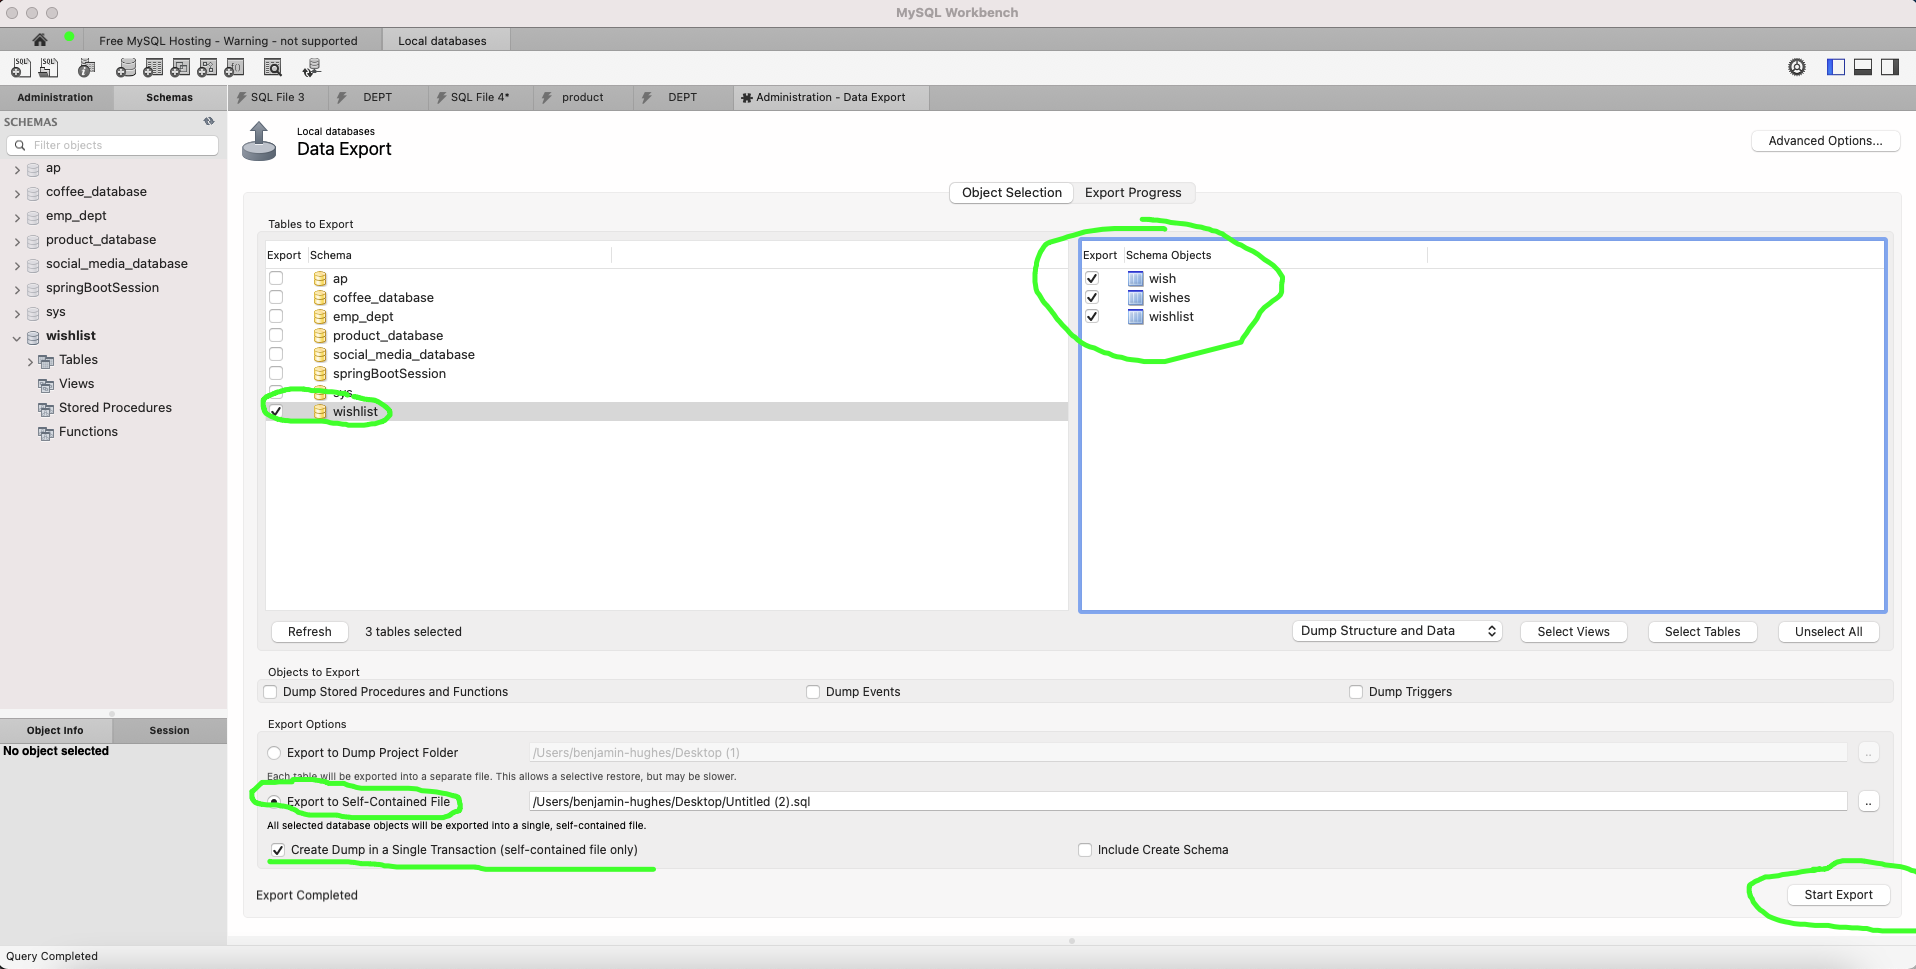 MySQL Workbench
Free MySQL Hosting - Warning - not supported
Local databases
SQL
SQL
Administration
Schemas
SQL File 3
DEPT
SQL File 4*
product
DEPT
Administration - Data Export
SCHEMAS
Filter objects
ap
coffee_database
emp_dept
product_database
social_media_database
springBootSession
sys
wishlist
Tables
Views
Stored Procedures
Functions
Object Info
Session
No object selected
Local databases
Data Export
Advanced Options...
Object Selection
Export Progress
Tables to Export
Export Schema
ap
coffee_database
emp_dept
product_database
social_media_database
springBootSession
sys
wishlist
Export Schema Objects
wish
wishes
wishlist
Refresh
3 tables selected
Dump Structure and Data
Select Views
Select Tables
Unselect All
Objects to Export
Dump Stored Procedures and Functions
Dump Events
Dump Triggers
Export Options
Export to Dump Project Folder
/Users/benjamin-hughes/Desktop (1)
..
Each table will be exported into a separate file. This allows a selective restore, but may be slower.
Export to Self-Contained File
/Users/benjamin-hughes/Desktop/Untitled (2).sql
..
All selected database objects will be exported into a single, self-contained file.
Create Dump in a Single Transaction (self-contained file only)
Include Create Schema
Export Completed
Start Export
Query Completed